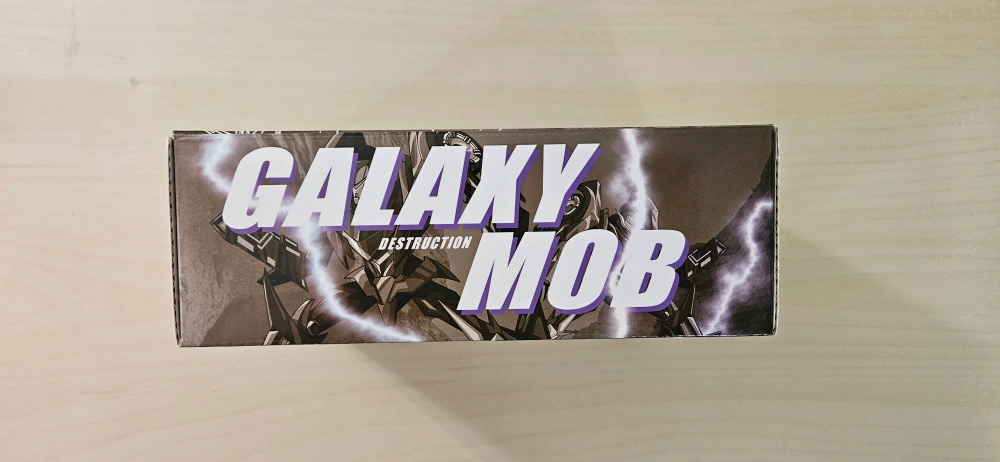 GALAXY
DESTRUCTION
MOB